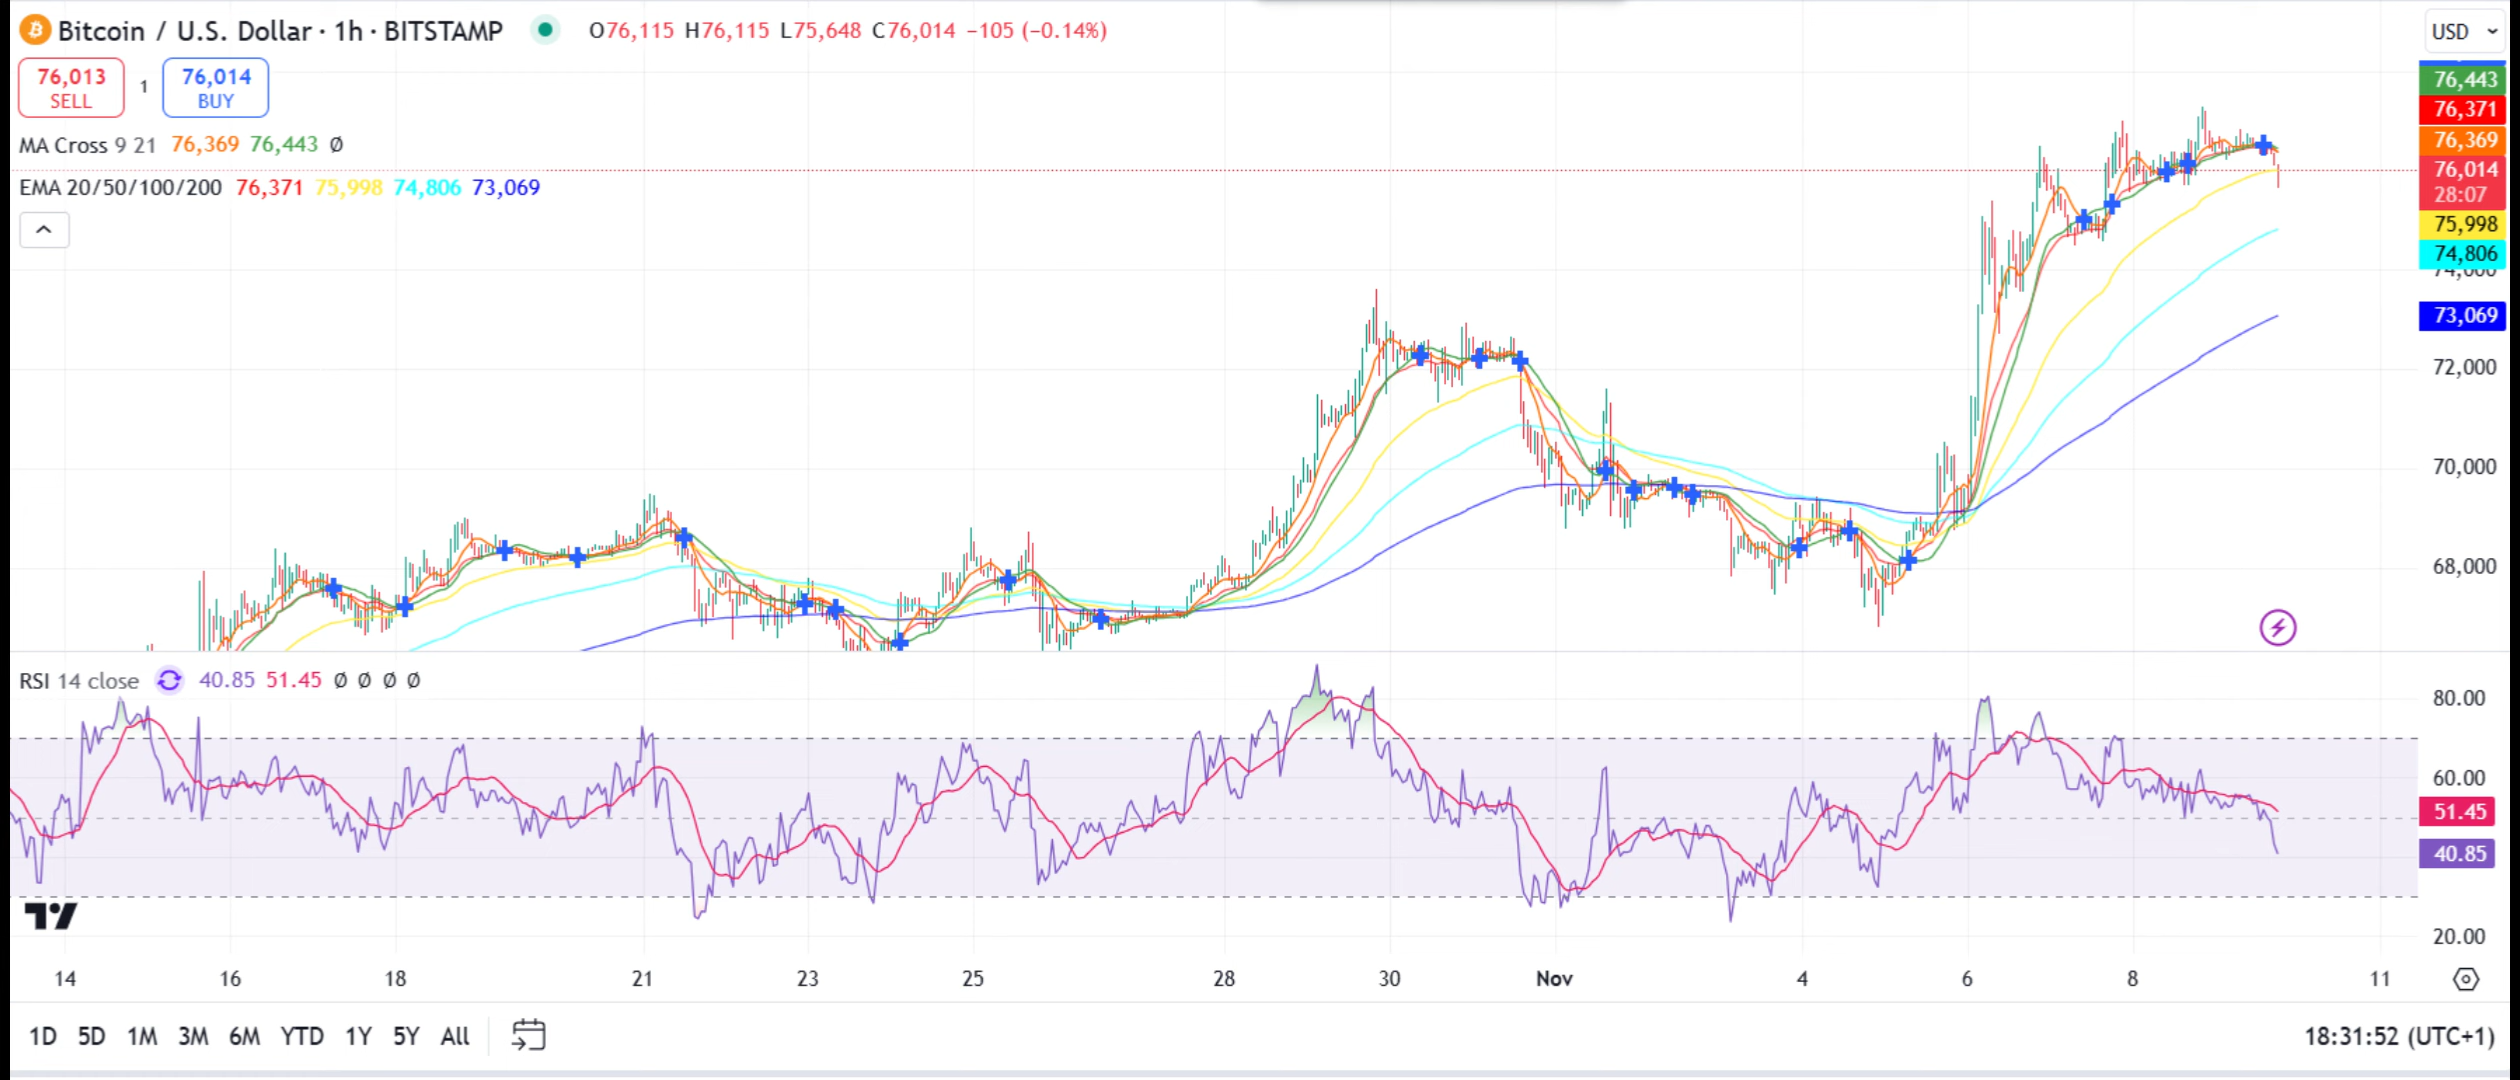 Bitcoin / U.S. Dollar · 1h · BITSTAMP O76,115 H76,115 L75,648 C76,014 −105 (−0.14%)
USD
76,013
SELL
1
76,014
BUY
MA Cross 9 21 76,369 76,443 Ø
EMA 20/50/100/200 76,371 75,998 74,806 73,069
76,443
76,371
76,369
76,014
28:07
75,998
74,806
74,000
73,069
72,000
70,000
68,000
RSI 14 close 40.85 51.45 Ø Ø Ø Ø
80.00
60.00
51.45
40.85
20.00
14 16 18 21 23 25 28 30 Nov 4 6 8 11
1D 5D 1M 3M 6M YTD 1Y 5Y All
18:31:52 (UTC+1)